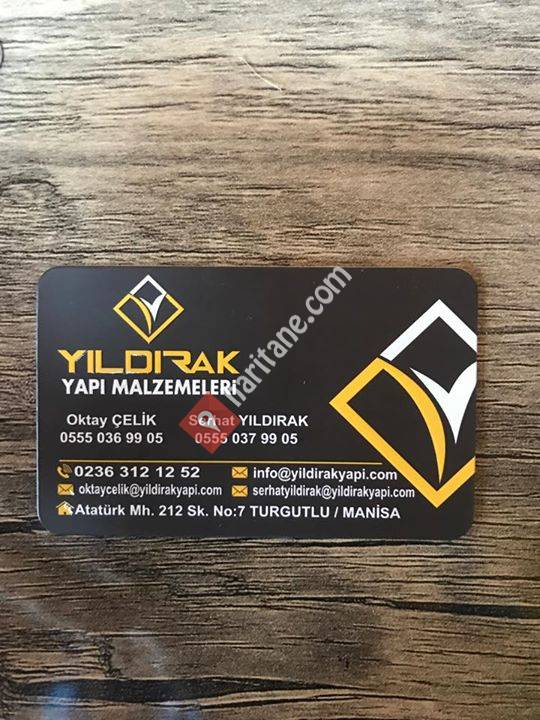 YILDIRAK
YAPI MALZEMELERİ
Oktay ÇELİK Serhat YILDIRAK
0555 036 99 05 0555 037 99 05
0236 312 12 52 info@yildirakyapi.com
oktaycelik@yildirakyapi.com serhatyildirak@yildirakyapi.com
Atatürk Mh. 212 Sk. No:7 TURGUTLU / MANİSA
Pharitane.com